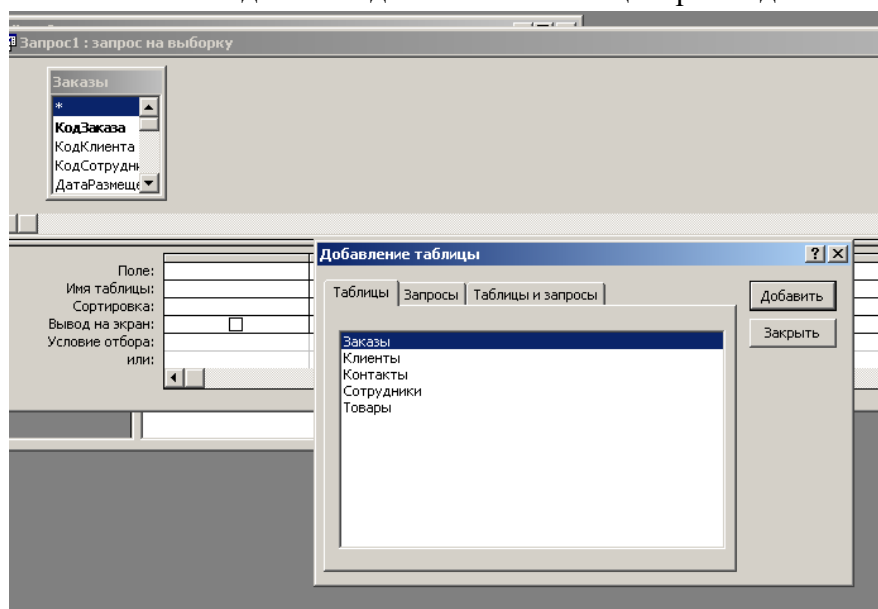 Запрос1 : запрос на выборку
Заказы
*
КодЗаказа
КодКлиента
КодСотрудн
ДатаРазмеще
Поле:
Имя таблицы:
Сортировка:
Вывод на экран:
Условие отбора:
или:
Добавление таблицы
Таблицы Запросы Таблицы и запросы
Добавить
Закрыть
Заказы
Клиенты
Контакты
Сотрудники
Товары